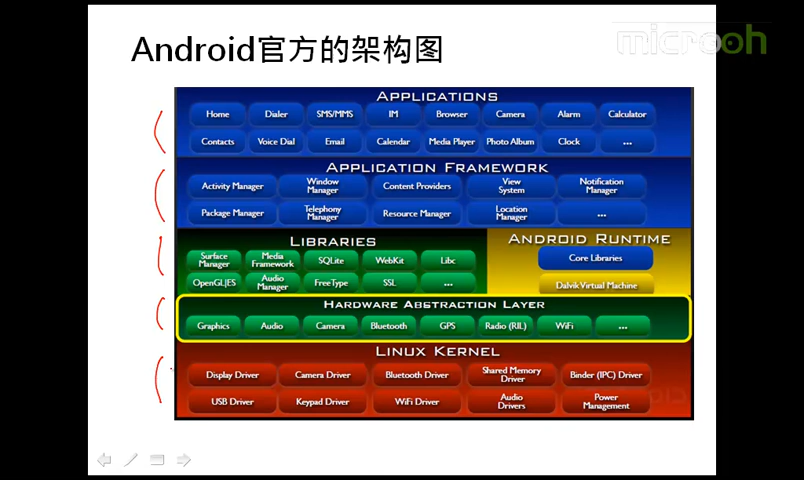 microoh
Android官方的架构图
APPLICATIONS
Home Dialer SMS/MMS IM Browser Camera Alarm Calculator
Contacts Voice Dial Email Calendar Media Player Photo Album Clock ...
APPLICATION FRAMEWORK
Activity Manager Window Manager Content Providers View System Notification Manager
Package Manager Telephony Manager Resource Manager Location Manager ...
LIBRARIES
Surface Manager Media Framework SQLite WebKit Libc
OpenGL|ES Audio Manager FreeType SSL ...
ANDROID RUNTIME
Core Libraries
Dalvik Virtual Machine
HARDWARE ABSTRACTION LAYER
Graphics Audio Camera Bluetooth GPS Radio (RIL) WiFi ...
LINUX KERNEL
Display Driver Camera Driver Bluetooth Driver Shared Memory Driver Binder (IPC) Driver
USB Driver Keypad Driver WiFi Driver Audio Drivers Power Management